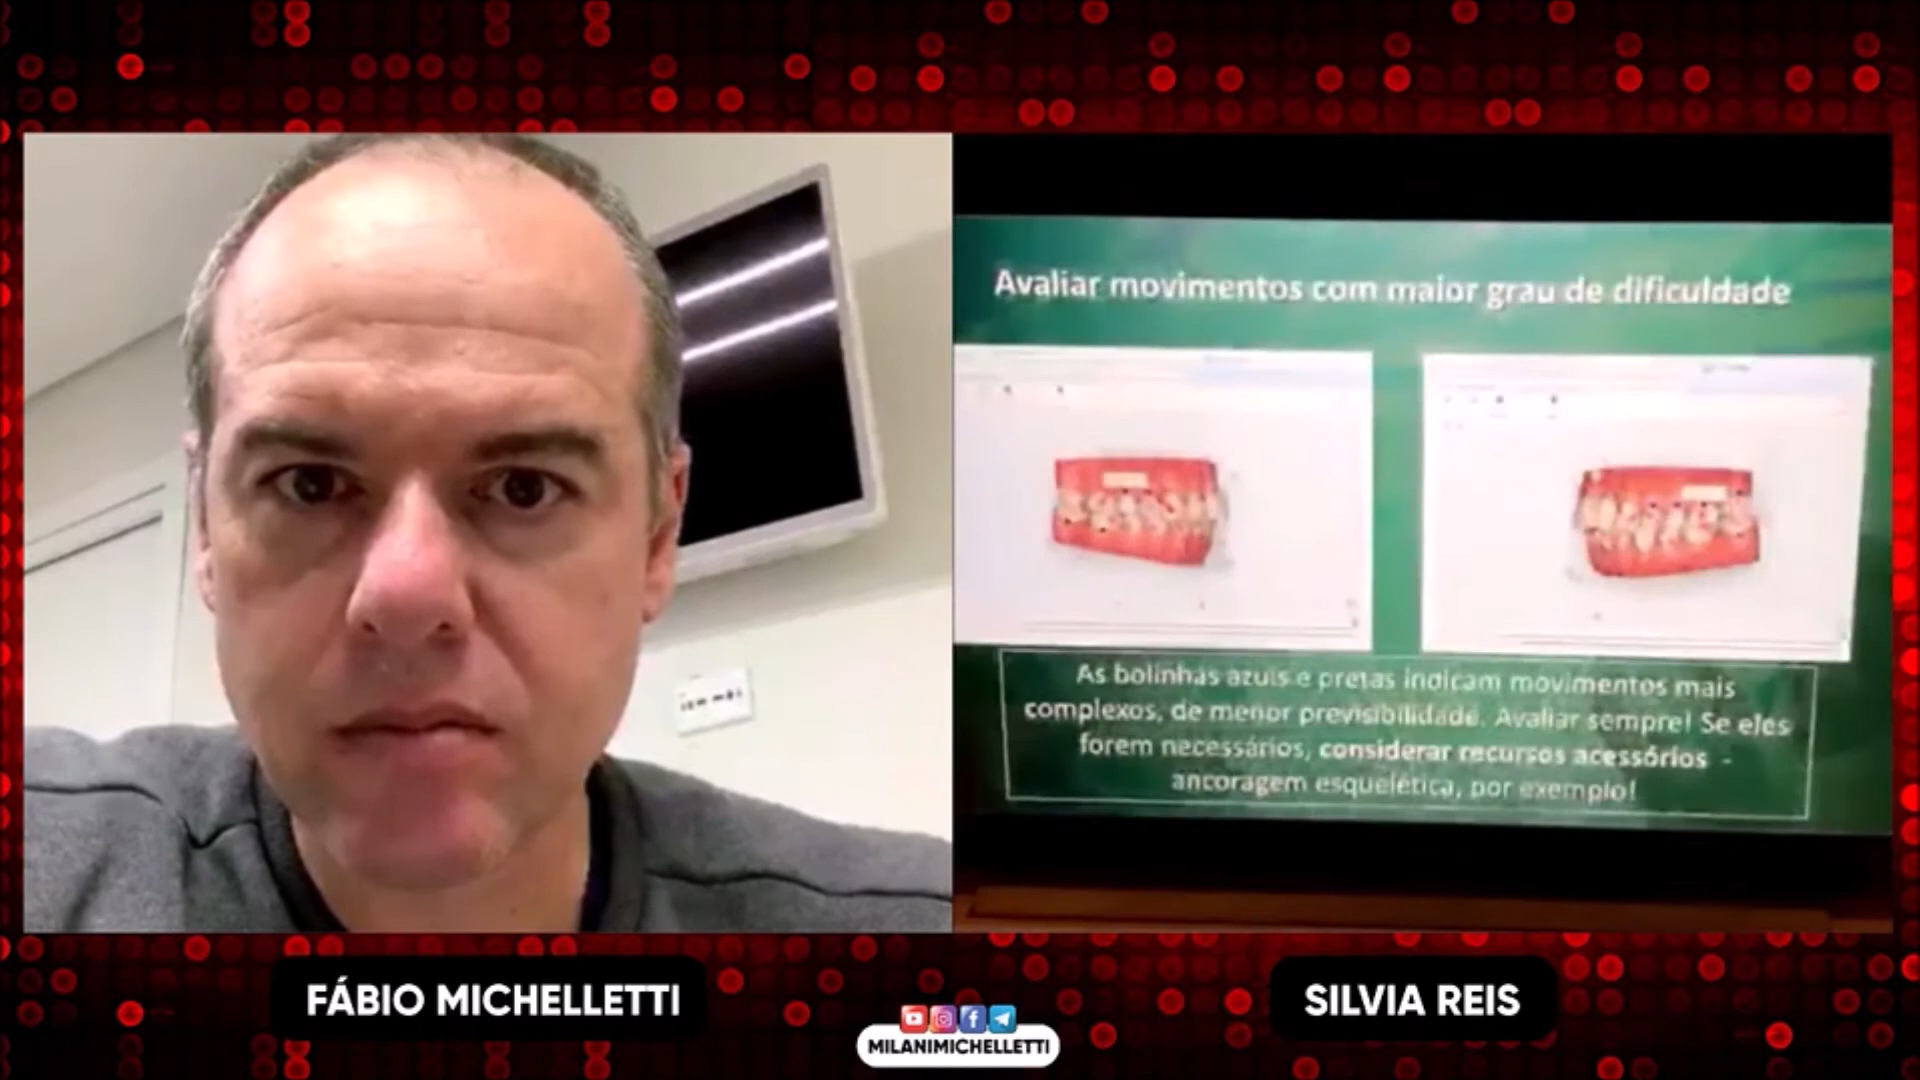 Avaliar movimentos com maior grau de dificuldade
As bolinhas azuis e pretas indicam movimentos mais
complexos, de menor previsibilidade. Avaliar sempre! Se eles
forem necessários, considerar recursos acessórios -
ancoragem esquelética, por exemplo!
FÁBIO MICHELLETTI
SILVIA REIS
MILANIMICHELLETTI